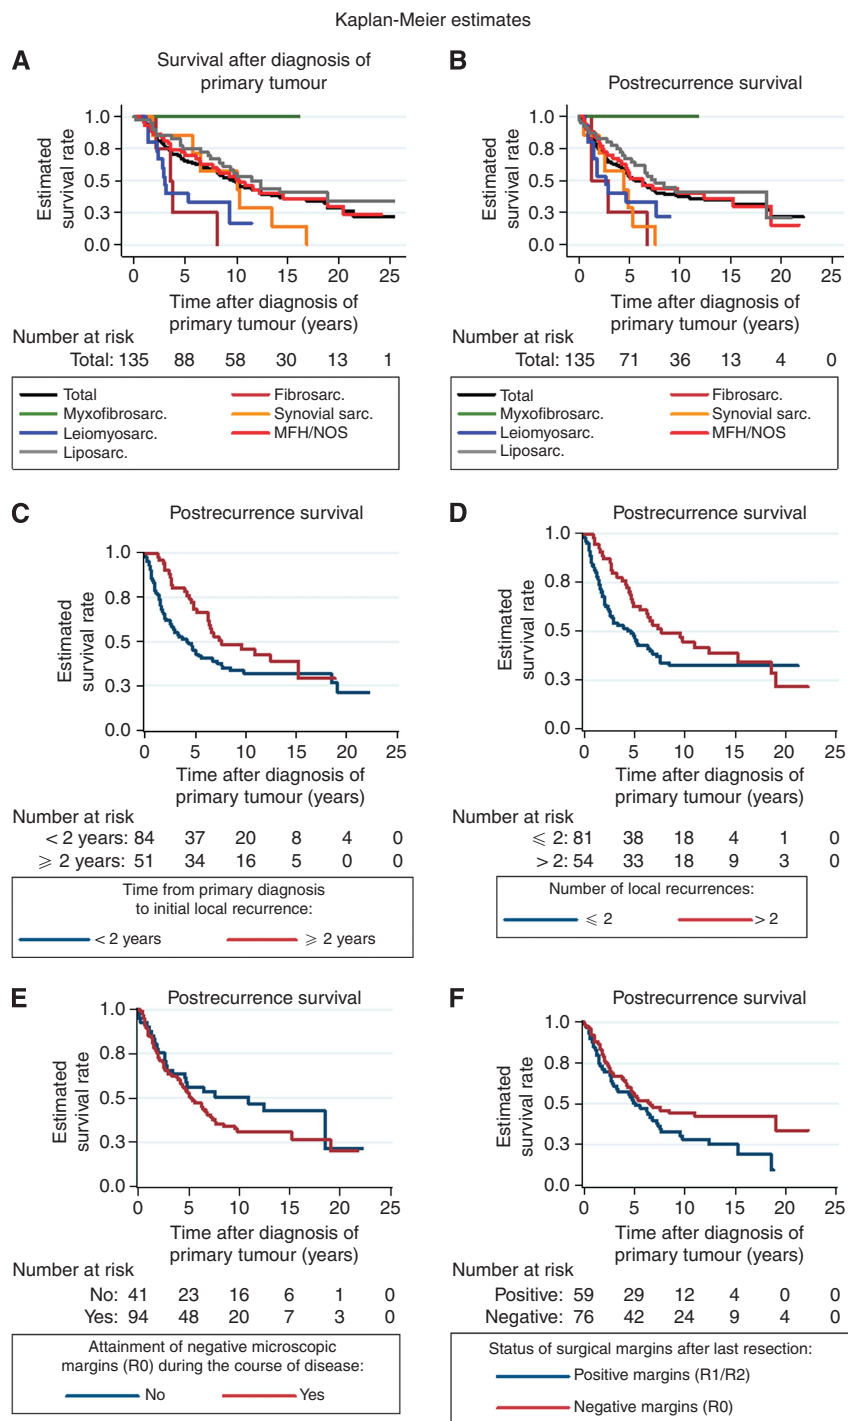 Kaplan-Meier estimates
A
Survival after diagnosis of
primary tumour
Estimated
survival rate
1.0
0.8
0.5
0.3
0.0
0 5 10 15 20 25
Time after diagnosis of
primary tumour (years)
Number at risk
Total: 135 88 58 30 13 1
Total Fibrosarc.
Myxofibrosarc. Synovial sarc.
Leiomyosarc. MFH/NOS
Liposarc.
B
Postrecurrence survival
Estimated
survival rate
1.0
0.8
0.5
0.3
0.0
0 5 10 15 20 25
Time after diagnosis of
primary tumour (years)
Number at risk
Total: 135 71 36 13 4 0
Total Fibrosarc.
Myxofibrosarc. Synovial sarc.
Leiomyosarc. MFH/NOS
Liposarc.
C
Postrecurrence survival
Estimated
survival rate
1.0
0.8
0.5
0.3
0.0
0 5 10 15 20 25
Time after diagnosis of
primary tumour (years)
Number at risk
< 2 years: 84 37 20 8 4 0
⩾ 2 years: 51 34 16 5 0 0
Time from primary diagnosis
to initial local recurrence:
< 2 years ⩾ 2 years
D
Postrecurrence survival
Estimated
survival rate
1.0
0.8
0.5
0.3
0.0
0 5 10 15 20 25
Time after diagnosis of
primary tumour (years)
Number at risk
⩽ 2: 81 38 18 4 1 0
> 2: 54 33 18 9 3 0
Number of local recurrences:
⩽ 2 > 2
E
Postrecurrence survival
Estimated
survival rate
1.0
0.8
0.5
0.3
0.0
0 5 10 15 20 25
Time after diagnosis of
primary tumour (years)
Number at risk
No: 41 23 16 6 1 0
Yes: 94 48 20 7 3 0
Attainment of negative microscopic
margins (R0) during the course of disease:
No Yes
F
Postrecurrence survival
Estimated
survival rate
1.0
0.8
0.5
0.3
0.0
0 5 10 15 20 25
Time after diagnosis of
primary tumour (years)
Number at risk
Positive: 59 29 12 4 0 0
Negative: 76 42 24 9 4 0
Status of surgical margins after last resection:
Positive margins (R1/R2)
Negative margins (R0)